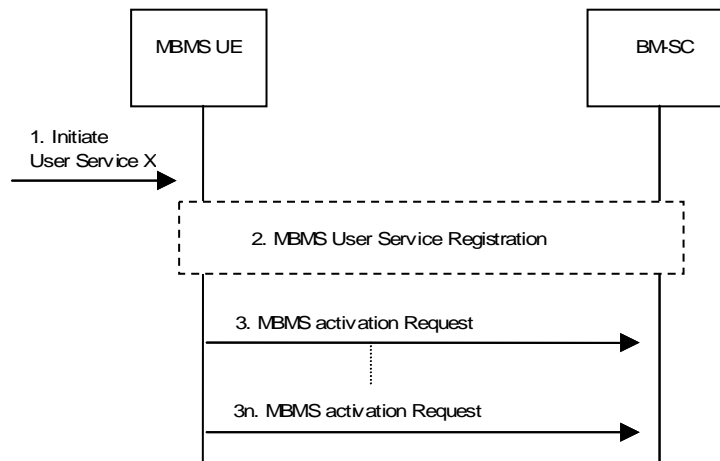 MBMS UE
BM-SC
1. Initiate
User Service X
2. MBMS User Service Registration
3. MBMS activation Request
3n. MBMS activation Request